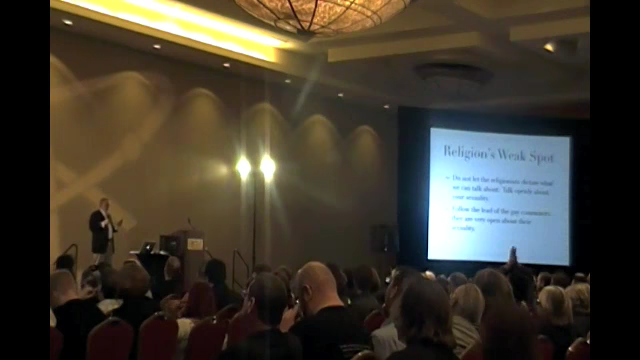 Religion's Weak Spot
Do not let the religionists dictate what
we can talk about. Talk openly about
your sexuality.
Follow the lead of the gay community,
they are very open about their
sexuality.